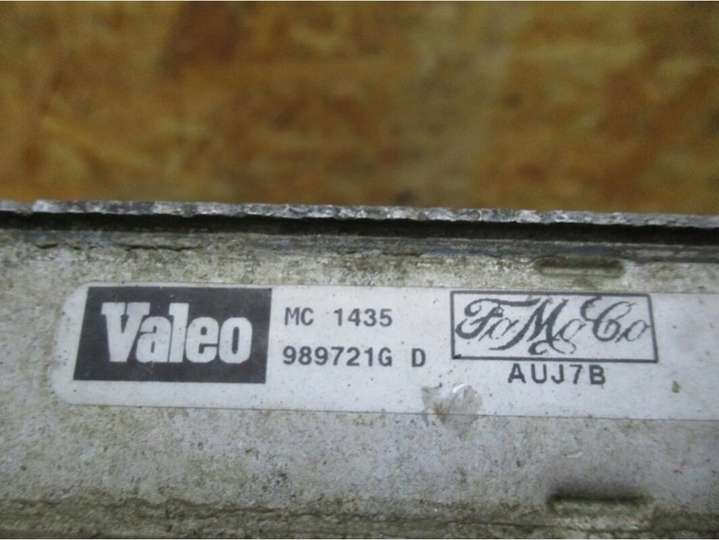 Valeo
MC 1435
989721G D
FoMoCo
AUJ7B